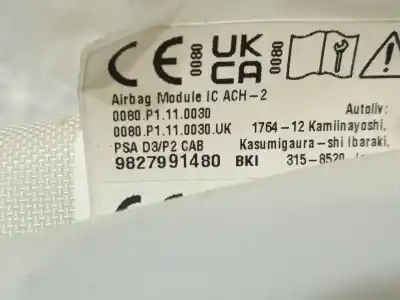 CE 0080 UK CA 0080
Airbag Module IC ACH-2
0080.P1.11.0030
Autoliv:
0080.P1.11.0030.UK
1764-12 Kamiinayoshi,
PSA D3/P2 CAB
Kasumigaura-shi Ibaraki,
9827991480 BKI
315-8520